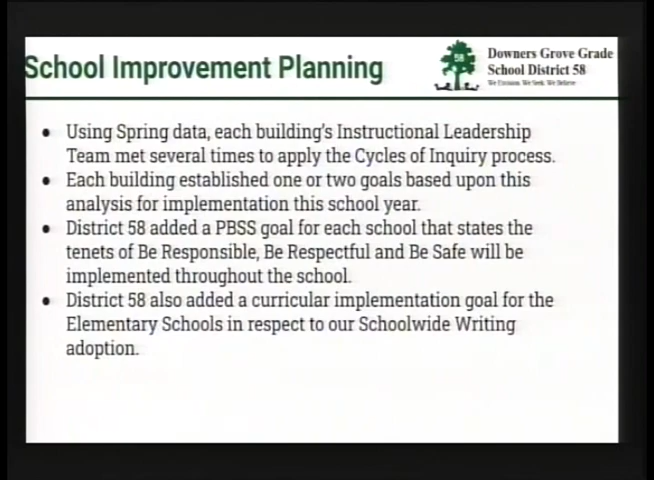 School Improvement Planning
58
Downers Grove Grade
School District 58
We Envision. We Seek. We Believe
• Using Spring data, each building's Instructional Leadership
Team met several times to apply the Cycles of Inquiry process.
• Each building established one or two goals based upon this
analysis for implementation this school year.
• District 58 added a PBSS goal for each school that states the
tenets of Be Responsible, Be Respectful and Be Safe will be
implemented throughout the school.
• District 58 also added a curricular implementation goal for the
Elementary Schools in respect to our Schoolwide Writing
adoption.